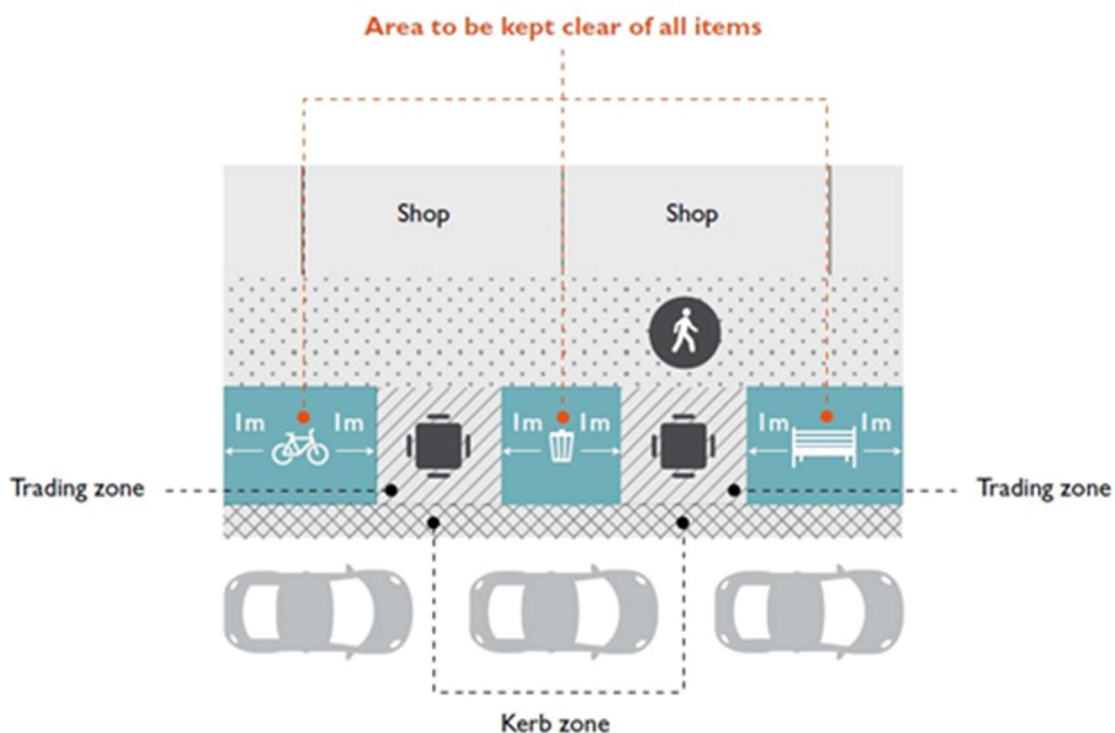 Area to be kept clear of all items
Shop Shop
1m 1m 1m 1m 1m 1m
Trading zone Trading zone
Kerb zone